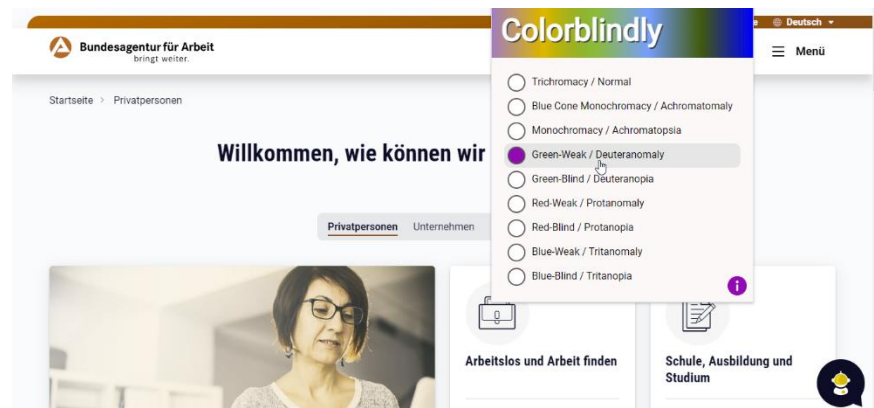 Colorblindly
Deutsch
Bundesagentur für Arbeit
bringt weiter.
Menü
Startseite > Privatpersonen
Willkommen, wie können wir
Privatpersonen Unternehmen
Trichromacy / Normal
Blue Cone Monochromacy / Achromatomaly
Monochromacy / Achromatopsia
Green-Weak / Deuteranomaly
Green-Blind / Deuteranopia
Red-Weak / Protanomaly
Red-Blind / Protanopia
Blue-Weak / Tritanomaly
Blue-Blind / Tritanopia
i
Arbeitslos und Arbeit finden
Schule, Ausbildung und
Studium